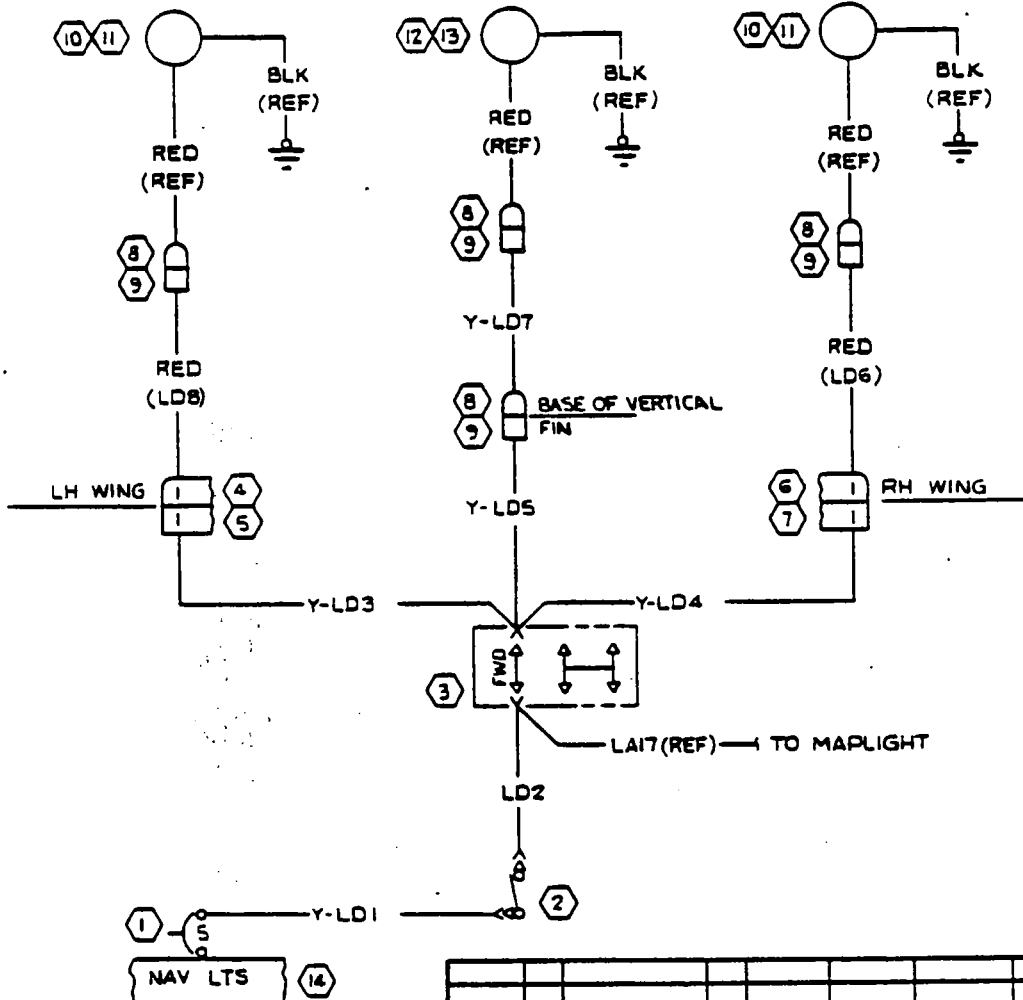 10 11
12 13
10 11
BLK
(REF)
BLK
(REF)
BLK
(REF)
RED
(REF)
RED
(REF)
RED
(REF)
8
9
8
9
8
9
Y-LD7
RED
(LD8)
RED
(LD6)
8
9
BASE OF VERTICAL
FIN
LH WING
1
1
4
5
Y-LD5
6
7
1
1
RH WING
Y-LD3
Y-LD4
FWD
3
LA17(REF)
TO MAPLIGHT
LD2
2
1
5
Y-LD1
NAV LTS
14